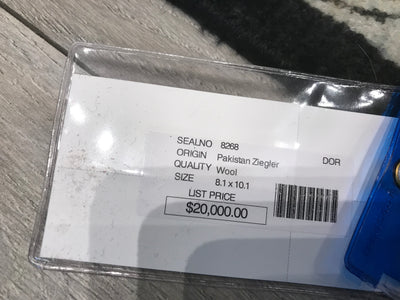 SEALNO 8268
ORIGIN Pakistan Ziegler DOR
QUALITY Wool
SIZE 8.1 x 10.1
LIST PRICE
$20,000.00